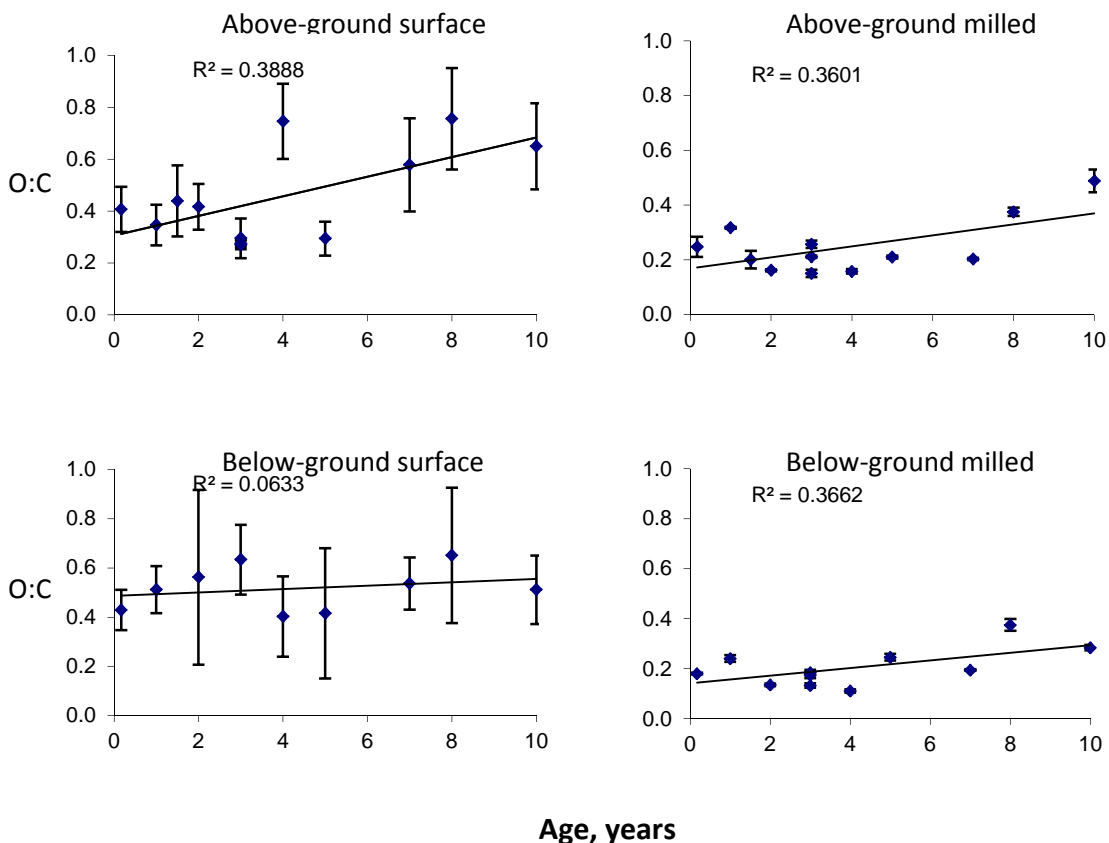 Above-ground surface
R² = 0.3888
1.0
0.8
0.6
0.4
0.2
0.0
O:C
0 2 4 6 8 10
Above-ground milled
R² = 0.3601
1.0
0.8
0.6
0.4
0.2
0.0
0 2 4 6 8 10
Below-ground surface
R² = 0.0633
1.0
0.8
0.6
0.4
0.2
0.0
O:C
0 2 4 6 8 10
Below-ground milled
R² = 0.3662
1.0
0.8
0.6
0.4
0.2
0.0
0 2 4 6 8 10
Age, years